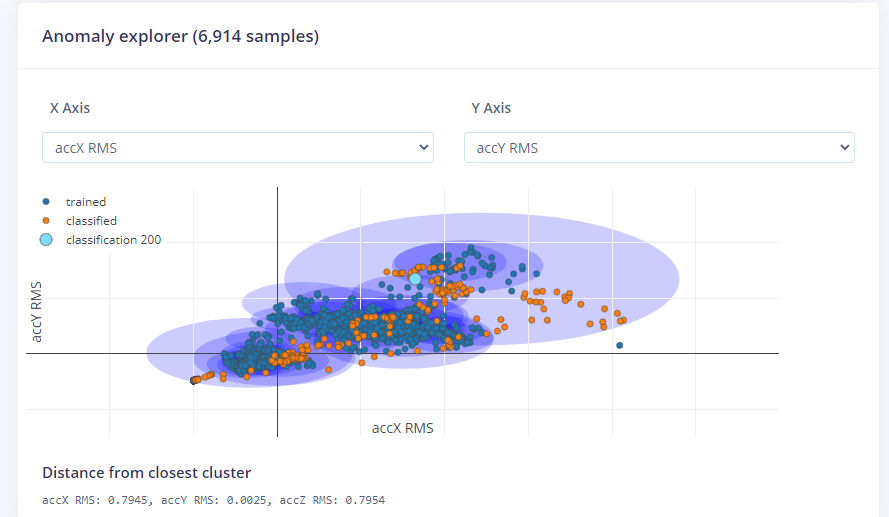 Anomaly explorer (6,914 samples)
X Axis
Y Axis
accX RMS
accY RMS
trained
classified
classification 200
accY RMS
accX RMS
Distance from closest cluster
accX RMS: 0.7945, accY RMS: 0.0025, accZ RMS: 0.7954